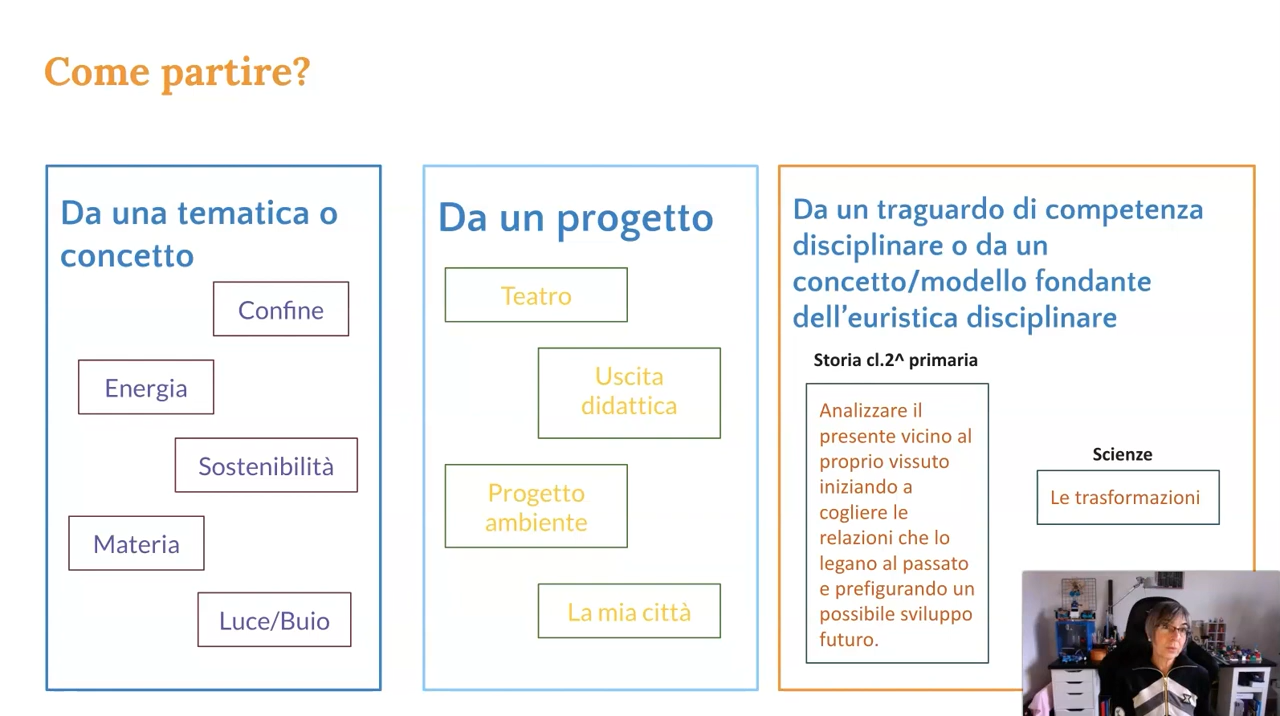 Come partire?
Da una tematica o
concetto
Confine
Energia
Sostenibilità
Materia
Luce/Buio
Da un progetto
Teatro
Uscita
didattica
Progetto
ambiente
La mia città
Da un traguardo di competenza
disciplinare o da un
concetto/modello fondante
dell’euristica disciplinare
Storia cl.2^ primaria
Analizzare il
presente vicino al
proprio vissuto
iniziando a
cogliere le
relazioni che lo
legano al passato
e prefigurando un
possibile sviluppo
futuro.
Scienze
Le trasformazioni